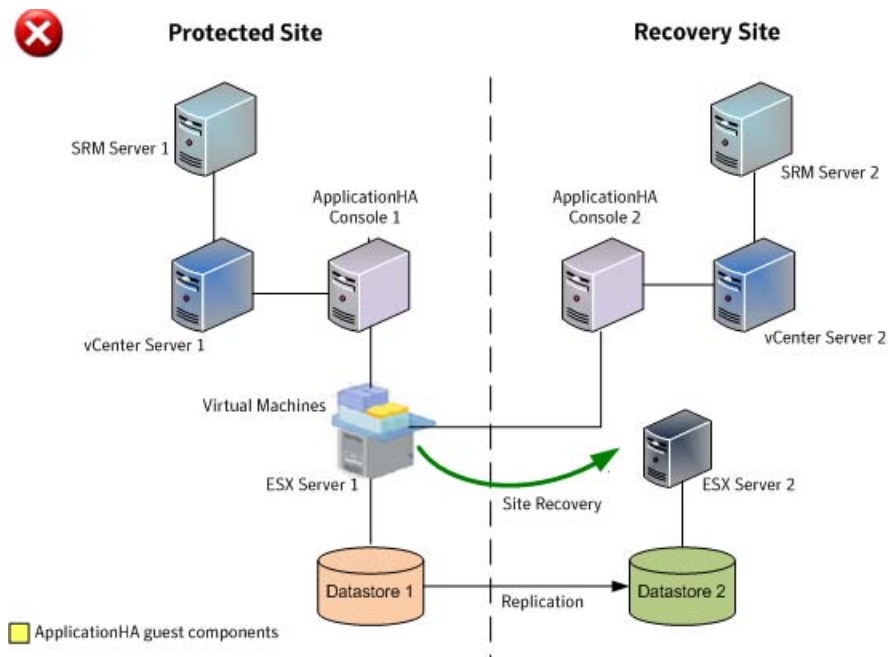 Protected Site
Recovery Site
SRM Server 1
SRM Server 2
ApplicationHA
Console 1
ApplicationHA
Console 2
vCenter Server 1
vCenter Server 2
Virtual Machines
ESX Server 1
ESX Server 2
Site Recovery
Datastore 1
Replication
Datastore 2
ApplicationHA guest components